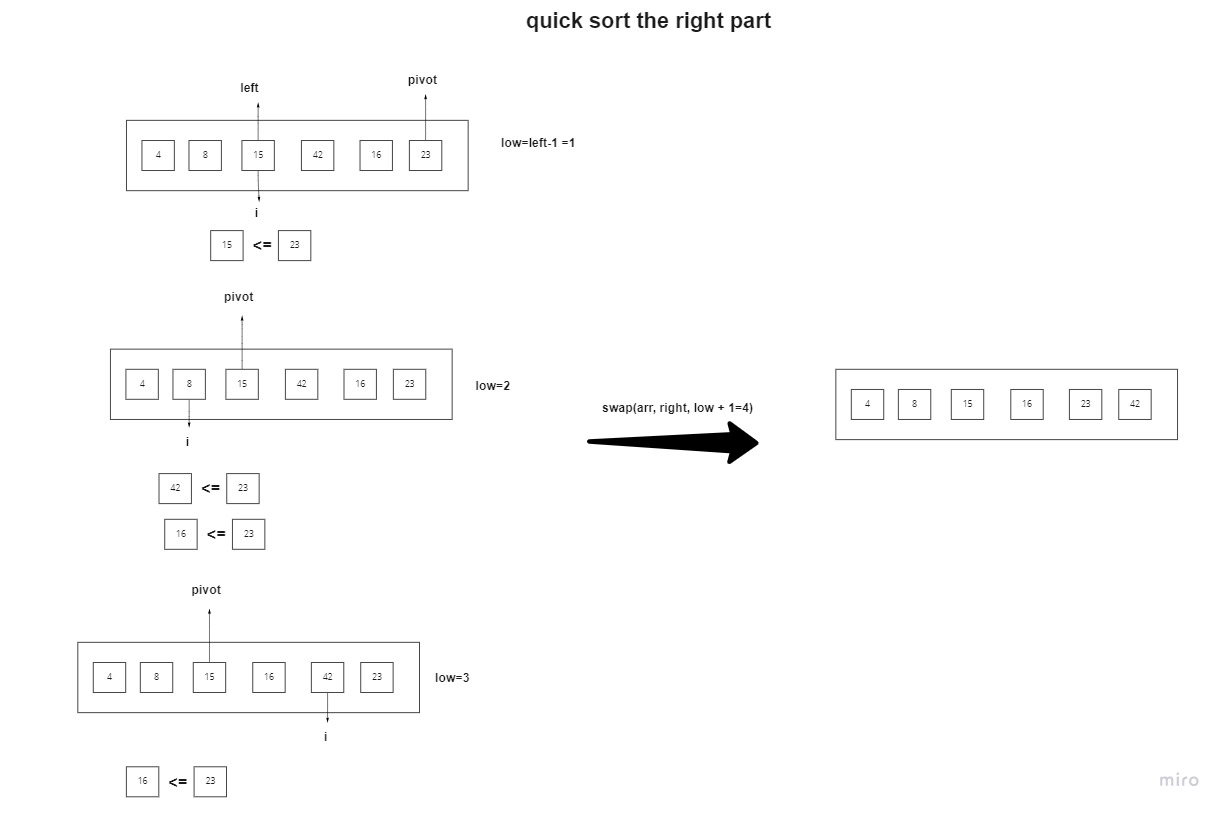 quick sort the right part
left
pivot
4 8 15 42 16 23
low=left-1 =1
i
15 <= 23
pivot
4 8 15 42 16 23
low=2
i
42 <= 23
16 <= 23
swap(arr, right, low + 1=4)
4 8 15 16 23 42
pivot
4 8 15 16 42 23
low=3
i
16 <= 23
miro